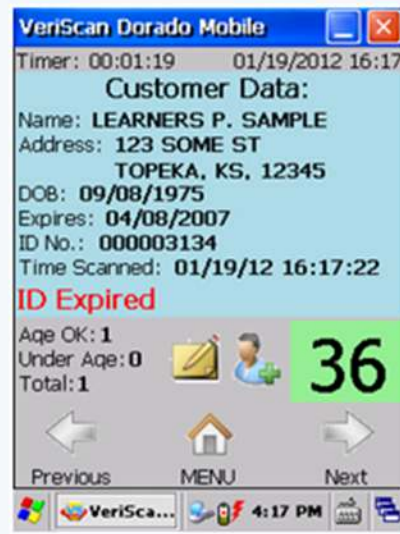 VeriScan Dorado Mobile
Timer: 00:01:19 01/19/2012 16:17
Customer Data:
Name: LEARNERS P. SAMPLE
Address: 123 SOME ST
TOPEKA, KS, 12345
DOB: 09/08/1975
Expires: 04/08/2007
ID No.: 000003134
Time Scanned: 01/19/12 16:17:22
ID Expired
Age OK: 1
Under Age: 0
Total: 1
36
Previous MENU Next
VeriSca... 4:17 PM